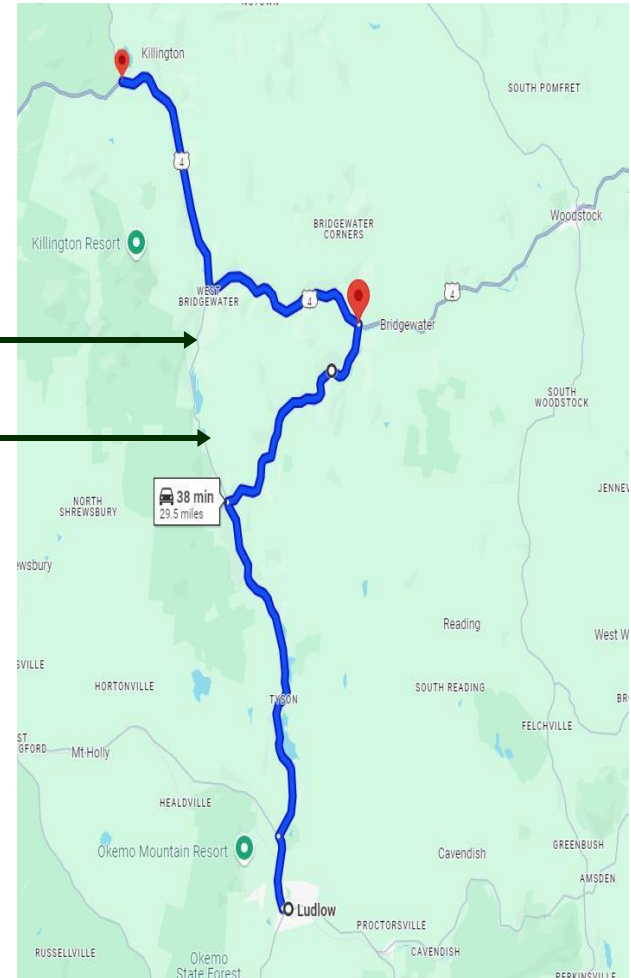 Killington
SOUTH POMFRET
4
Woodstock
BRIDGEWATER
CORNERS
Killington Resort
WEST
BRIDGEWATER
4
4
Bridgewater
SOUTH
WOODSTOCK
38 min
29.5 miles
NORTH
SHREWSBURY
JENNEV
ewsbury
Reading
West W
SVILLE
HORTONVILLE
SOUTH READING
BR
TYSON
FELCHVILLE
ST
GFORD
Mt Holly
HEALDVILLE
Okemo Mountain Resort
Cavendish
GREENBUSH
AMSDEN
Ludlow
PROCTORSVILLE
RUSSELLVILLE
Okemo
State Forest
CAVENDISH
PERKINSVILLE